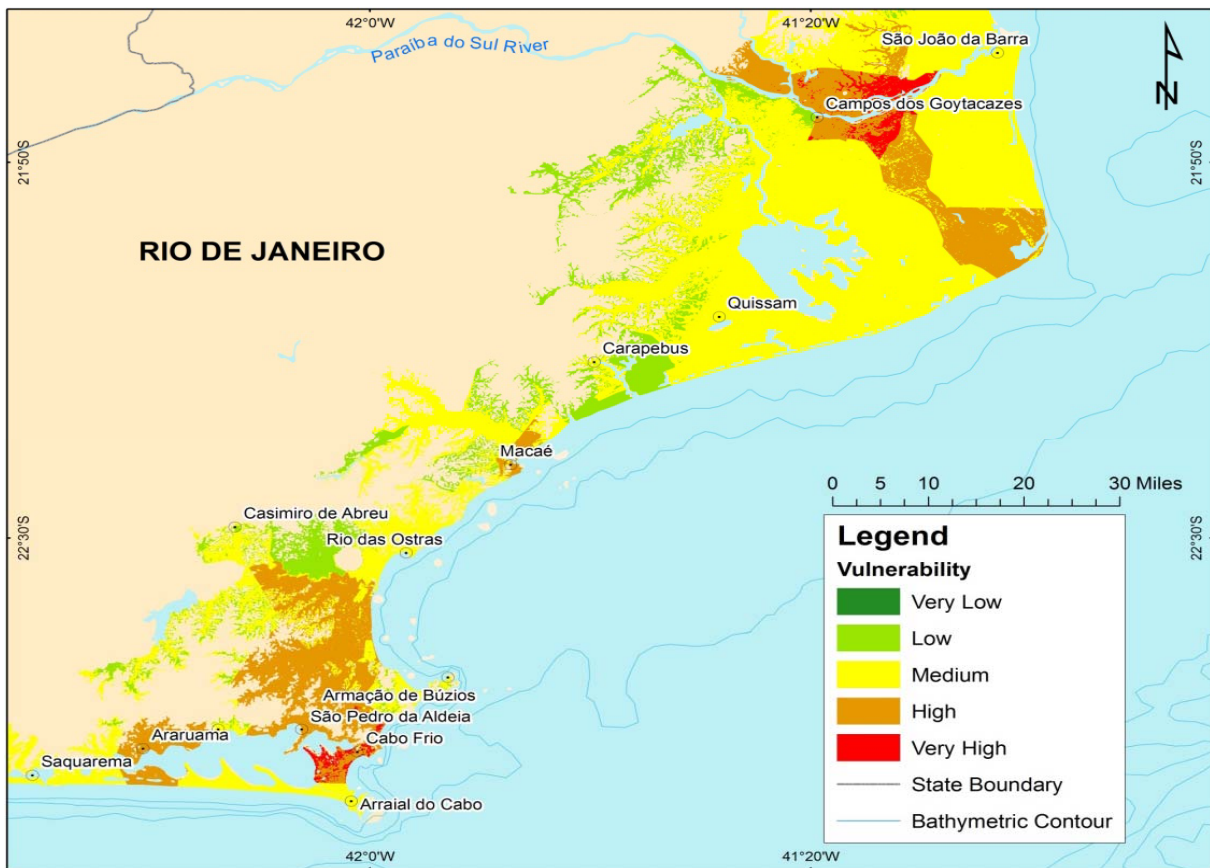 42°0'W
41°20'W
São João da Barra
Paraíba do Sul River
N
Campos dos Goytacazes
21°50'S
21°50'S
RIO DE JANEIRO
Quissam
Carapebus
Macaé
0 5 10 20 30 Miles
Casimiro de Abreu
Rio das Ostras
22°30'S
22°30'S
Legend
Vulnerability
Very Low
Low
Medium
High
Very High
State Boundary
Bathymetric Contour
Armação de Búzios
São Pedro da Aldeia
Araruama
Cabo Frio
Saquarema
Arraial do Cabo
42°0'W
41°20'W